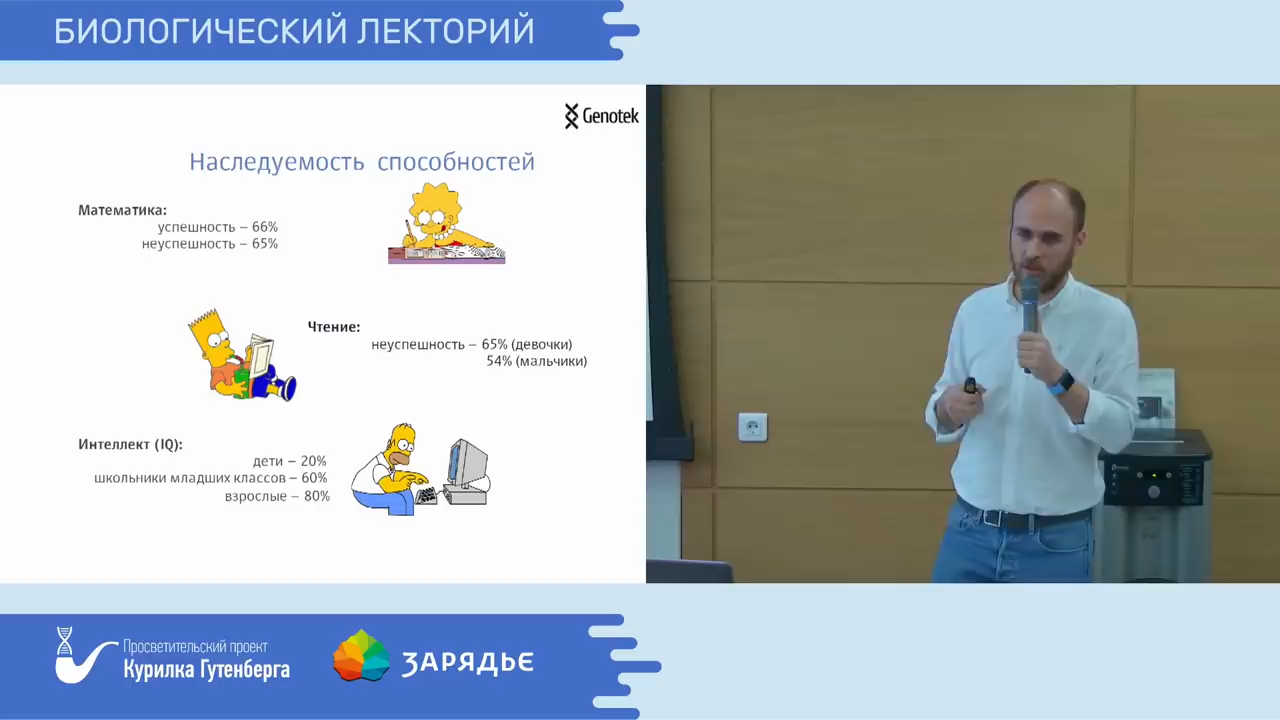 БИОЛОГИЧЕСКИЙ ЛЕКТОРИЙ
Genotek
Наследуемость способностей
Математика:
успешность – 66%
неуспешность – 65%
Чтение:
неуспешность – 65% (девочки)
54% (мальчики)
Интеллект (IQ):
дети – 20%
школьники младших классов – 60%
взрослые – 80%
Просветительский проект
Курилка Гутенберга
ЗАРЯДЬЕ